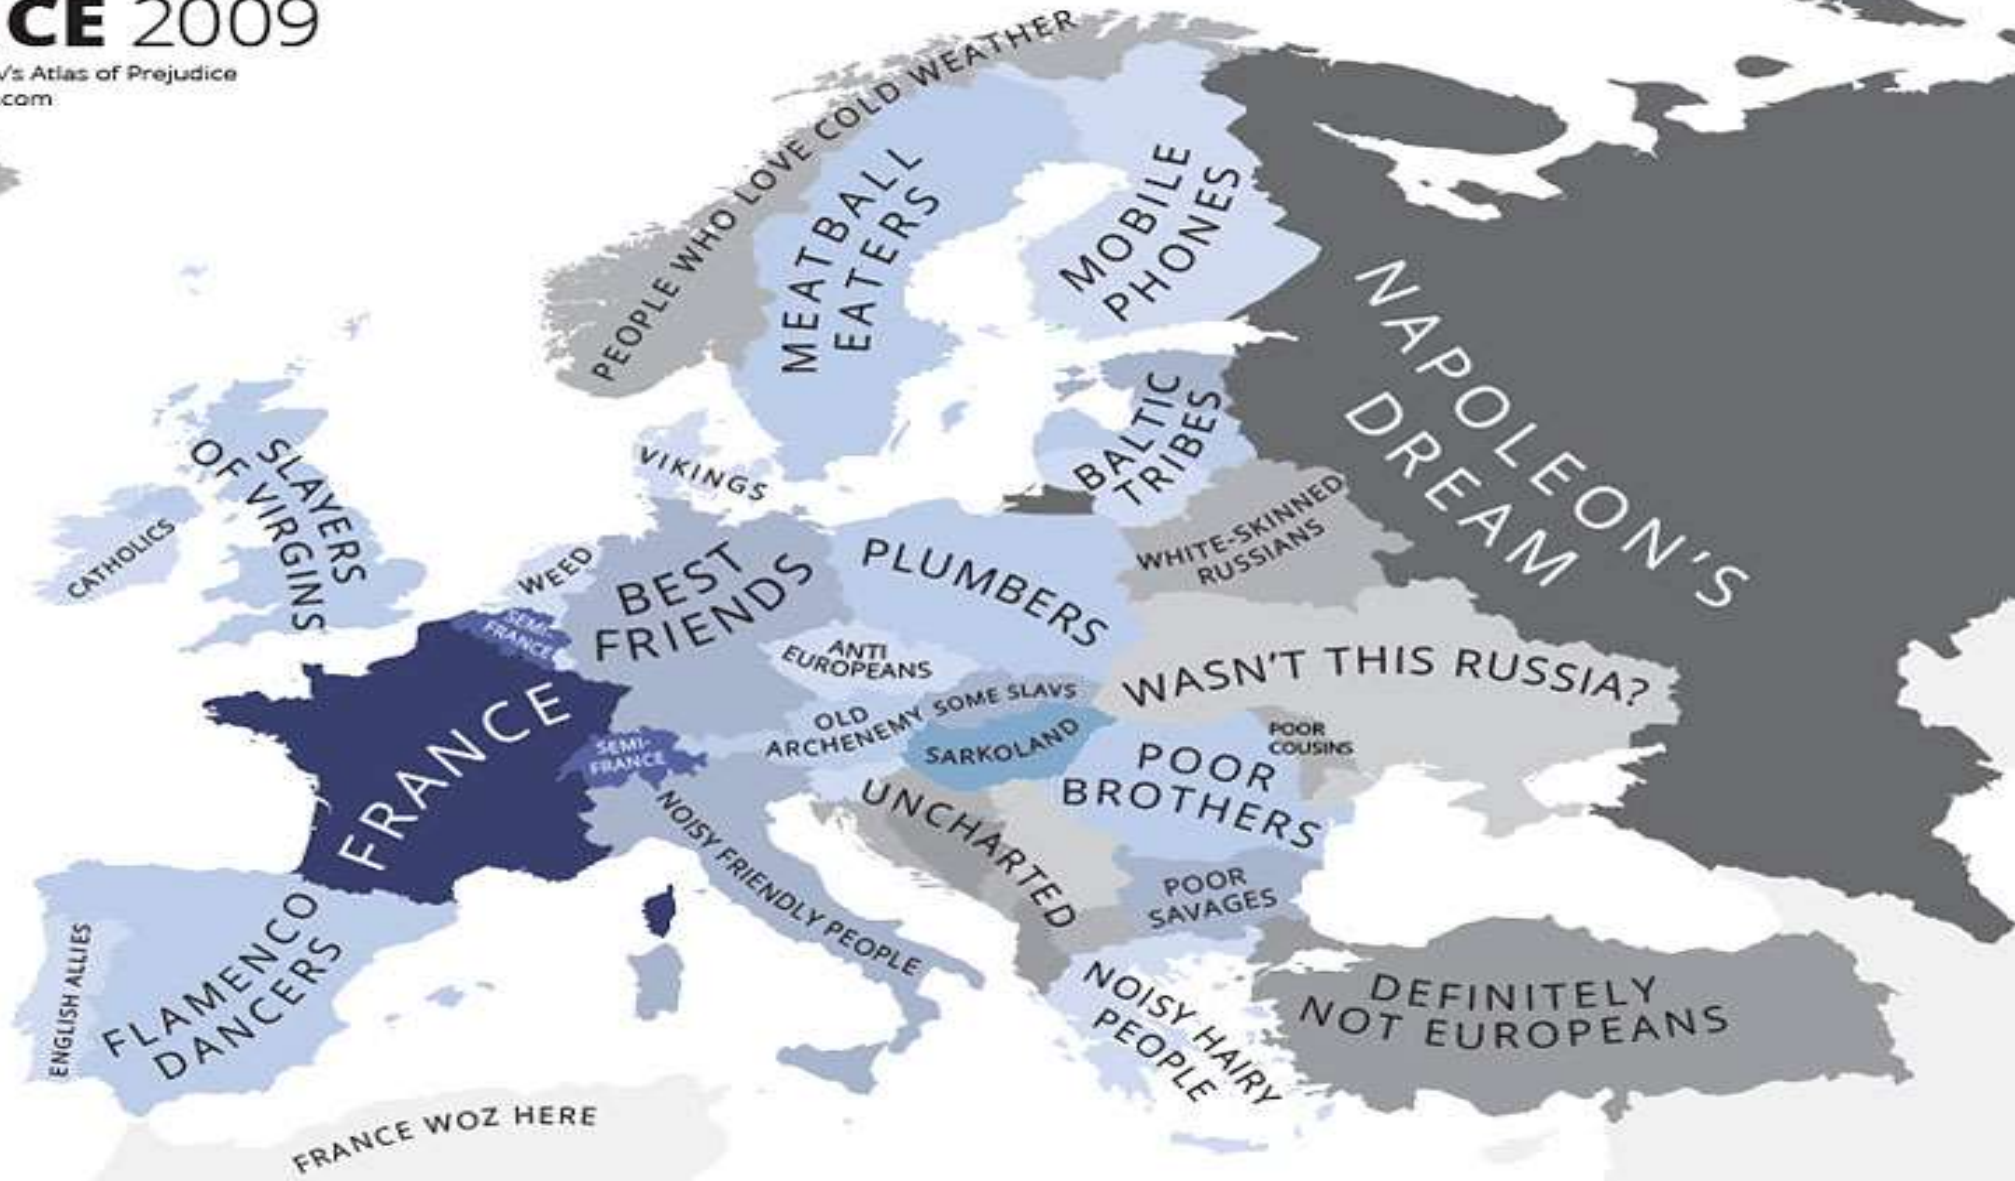 CE 2009
v's Atlas of Prejudice
.com
PEOPLE WHO LOVE COLD WEATHER
MEATBALL
EATERS
MOBILE
PHONES
NAPOLEON'S
DREAM
BALTIC
TRIBES
VIKINGS
SLAYERS
OF VIRGINS
CATHOLICS
WHITE-SKINNED
RUSSIANS
WEED
BEST
FRIENDS
PLUMBERS
SEMI-
FRANCE
ANTI
EUROPEANS
WASN'T THIS RUSSIA?
OLD
ARCHENEMY
SOME SLAVS
SARKOLAND
POOR
COUSINS
FRANCE
SEMI-
FRANCE
POOR
BROTHERS
UNCHARTED
NOISY FRIENDLY PEOPLE
POOR
SAVAGES
ENGLISH ALLIES
FLAMENCO
DANCERS
NOISY HAIRY
PEOPLE
DEFINITELY
NOT EUROPEANS
FRANCE WOZ HERE